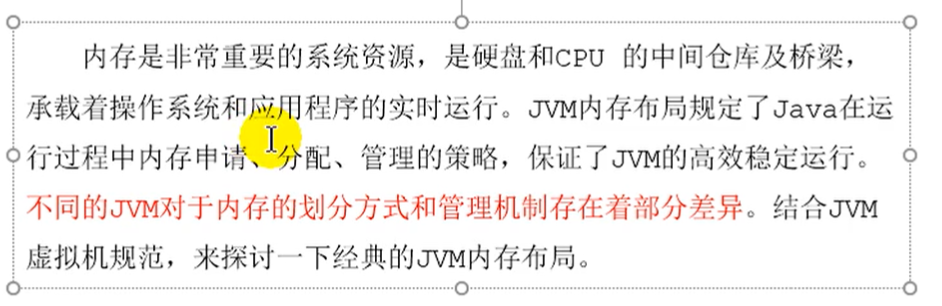 内存是非常重要的系统资源，是硬盘和CPU 的中间仓库及桥梁，
承载着操作系统和应用程序的实时运行。JVM内存布局规定了Java在运
行过程中内存申请、分配、管理的策略，保证了JVM的高效稳定运行。
不同的JVM对于内存的划分方式和管理机制存在着部分差异。结合JVM
虚拟机规范，来探讨一下经典的JVM内存布局。